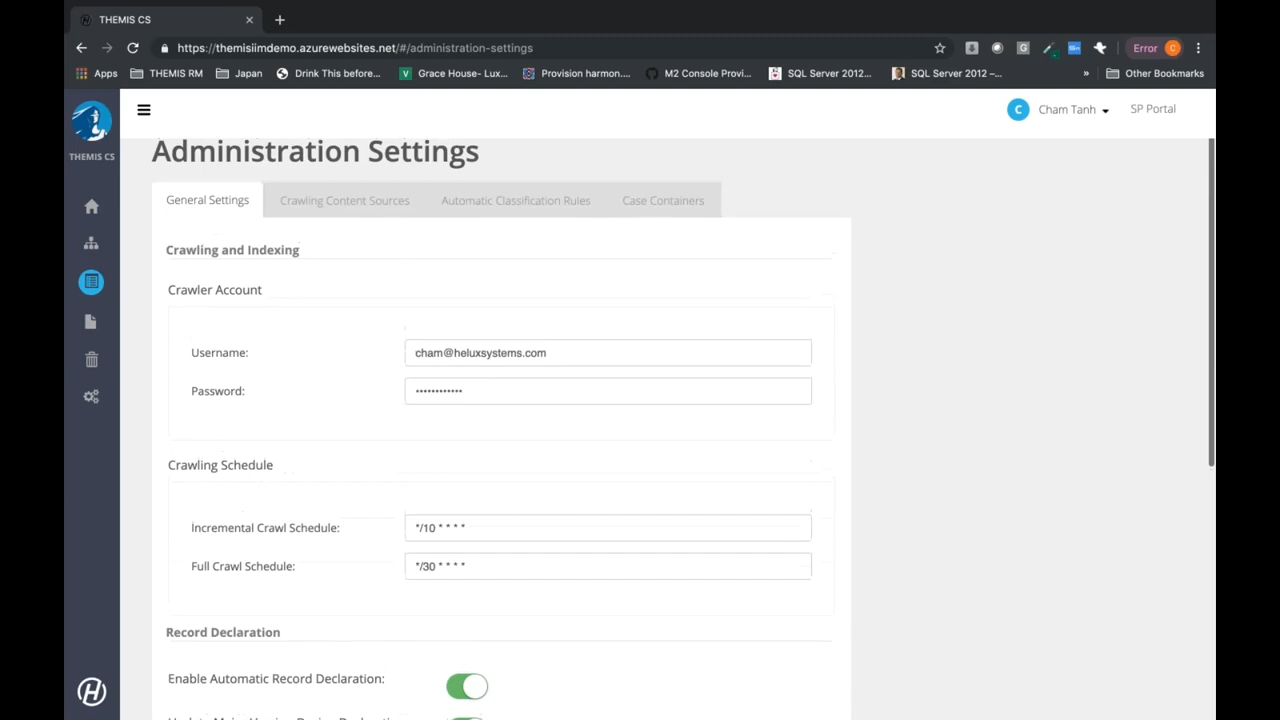 THEMIS CS
https://themisiimdemo.azurewebsites.net/#/administration-settings
Error C
Apps THEMIS RM Japan Drink This before... Grace House- Lux... Provision harmon.... M2 Console Provi... SQL Server 2012... SQL Server 2012 –... » Other Bookmarks
C Cham Tanh SP Portal
THEMIS CS
Administration Settings
General Settings Crawling Content Sources Automatic Classification Rules Case Containers
Crawling and Indexing
Crawler Account
Username: cham@heluxsystems.com
Password: ••••••••••••
Crawling Schedule
Incremental Crawl Schedule: */10 * * * *
Full Crawl Schedule: */30 * * * *
Record Declaration
Enable Automatic Record Declaration: